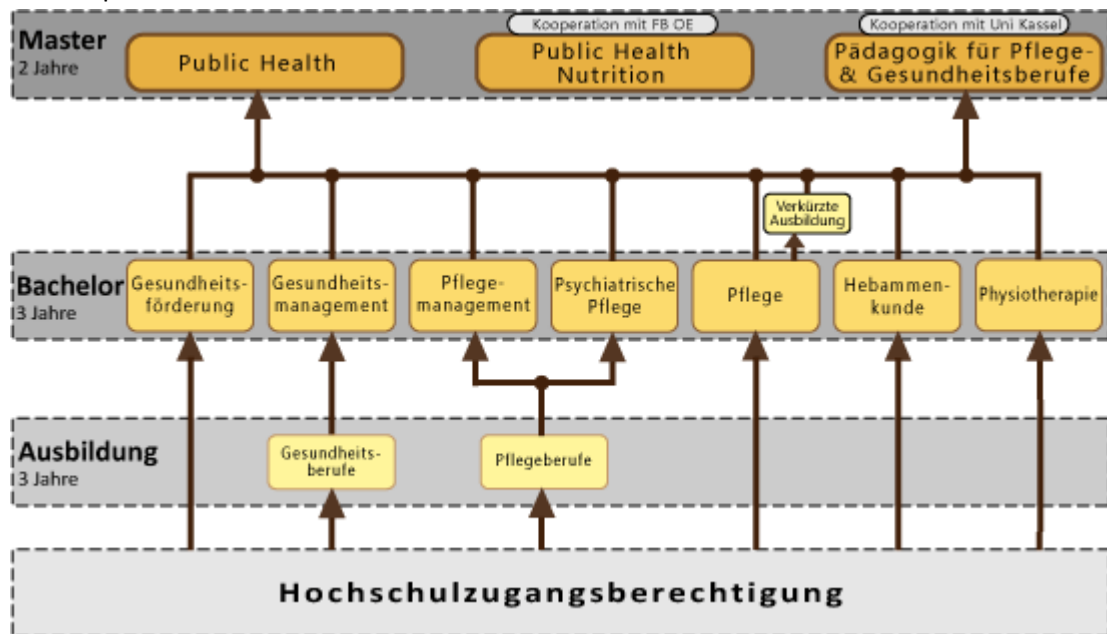 Kooperation mit FB OE
Kooperation mit Uni Kassel
Master
2 Jahre
Public Health
Public Health
Nutrition
Pädagogik für Pflege-
& Gesundheitsberufe
Verkürzte
Ausbildung
Bachelor
3 Jahre
Gesundheits-
förderung
Gesundheits-
management
Pflege-
management
Psychiatrische
Pflege
Pflege
Hebammen-
kunde
Physiotherapie
Ausbildung
3 Jahre
Gesundheits-
berufe
Pflegeberufe
Hochschulzugangsberechtigung